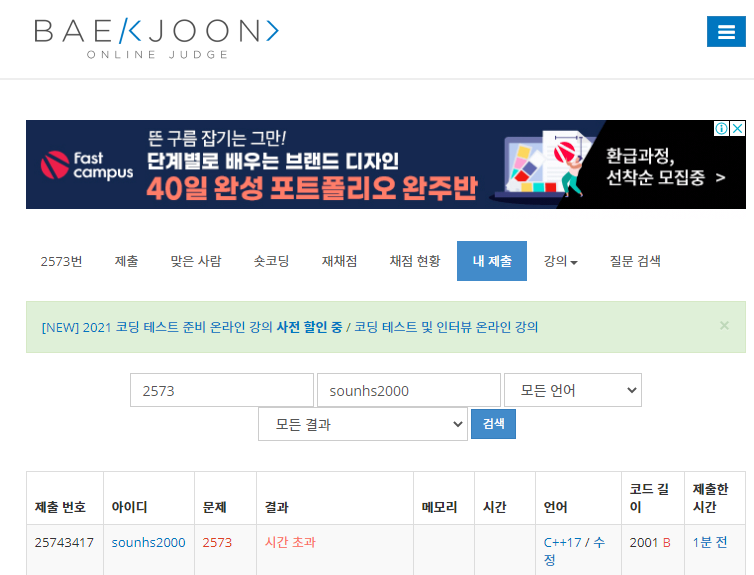 BAEKJOON>
ONLINE JUDGE
Fast campus
뜬 구름 잡기는 그만!
단계별로 배우는 브랜드 디자인
40일 완성 포트폴리오 완주반
환급과정,
선착순 모집중 >
2573번 제출 맞은 사람 숏코딩 재채점 채점 현황 내 제출 강의 질문 검색
[NEW] 2021 코딩 테스트 준비 온라인 강의 사전 할인 중 / 코딩 테스트 및 인터뷰 온라인 강의 ×
2573 sounhs2000 모든 언어
모든 결과 검색
제출 번호 아이디 문제 결과 메모리 시간 언어 코드 길이 제출한 시간
25743417 sounhs2000 2573 시간 초과 C++17 / 수정 2001 B 1분 전